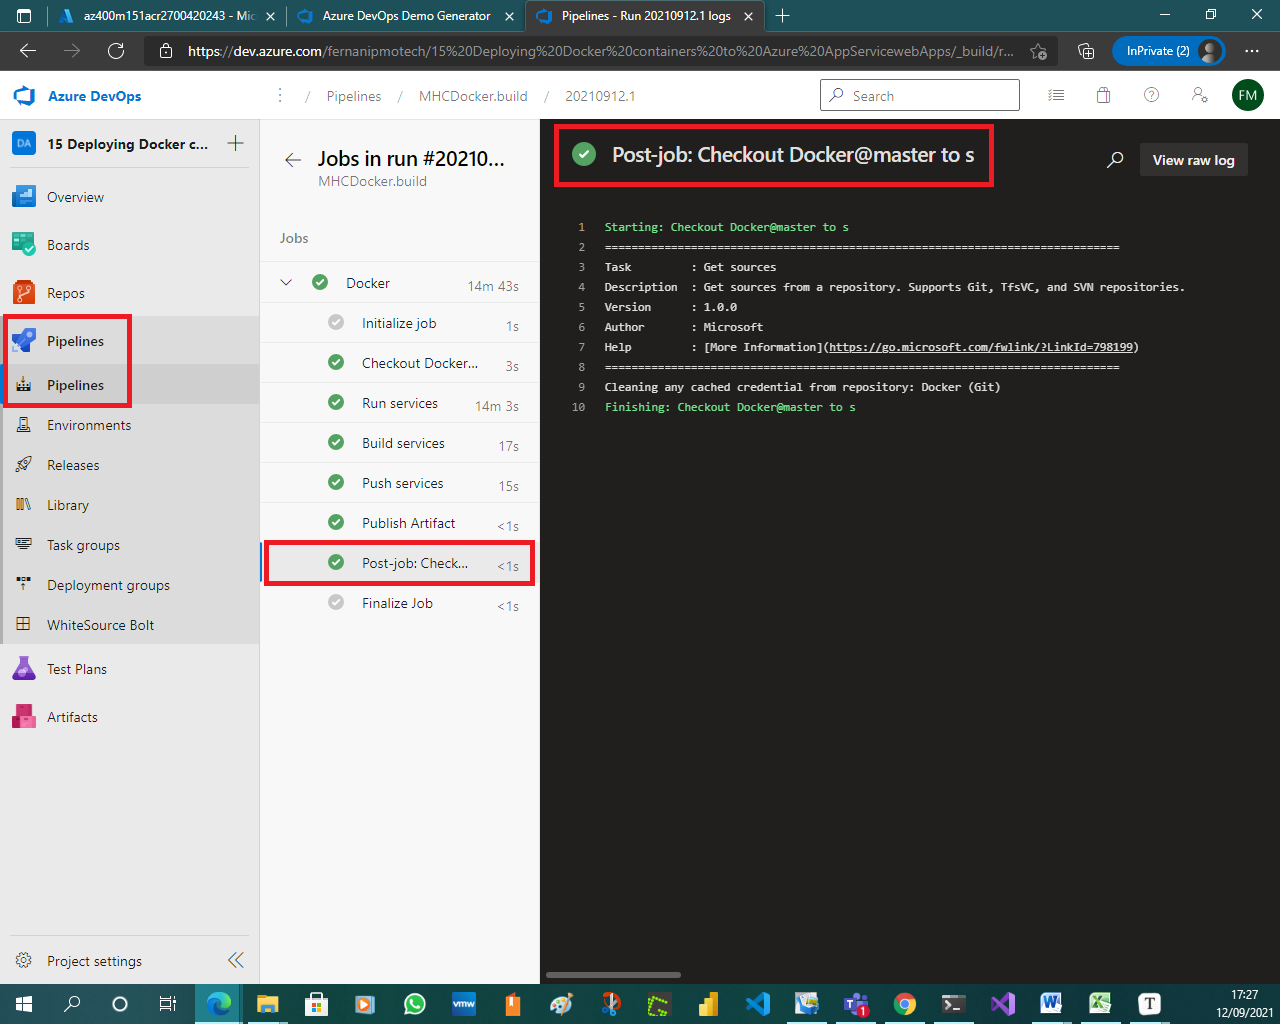 az400m151acr2700420243 - Mic
Azure DevOps Demo Generator
Pipelines - Run 20210912.1 logs
https://dev.azure.com/fernanipmotech/15%20Deploying%20Docker%20containers%20to%20Azure%20AppServicewebApps/_build/r...
InPrivate (2)
Azure DevOps
/ Pipelines / MHCDocker.build / 20210912.1
Search
FM
DA 15 Deploying Docker c...
Overview
Boards
Repos
Pipelines
Pipelines
Environments
Releases
Library
Task groups
Deployment groups
WhiteSource Bolt
Test Plans
Artifacts
Project settings
Jobs in run #20210...
MHCDocker.build
Jobs
Docker 14m 43s
Initialize job 1s
Checkout Docker... 3s
Run services 14m 3s
Build services 17s
Push services 15s
Publish Artifact <1s
Post-job: Check... <1s
Finalize Job <1s
Post-job: Checkout Docker@master to s
View raw log
1 Starting: Checkout Docker@master to s
2 ==============================================================================
3 Task : Get sources
4 Description : Get sources from a repository. Supports Git, TfsVC, and SVN repositories.
5 Version : 1.0.0
6 Author : Microsoft
7 Help : [More Information](https://go.microsoft.com/fwlink/?LinkId=798199)
8 ==============================================================================
9 Cleaning any cached credential from repository: Docker (Git)
10 Finishing: Checkout Docker@master to s
vmw
1
T
17:27
12/09/2021